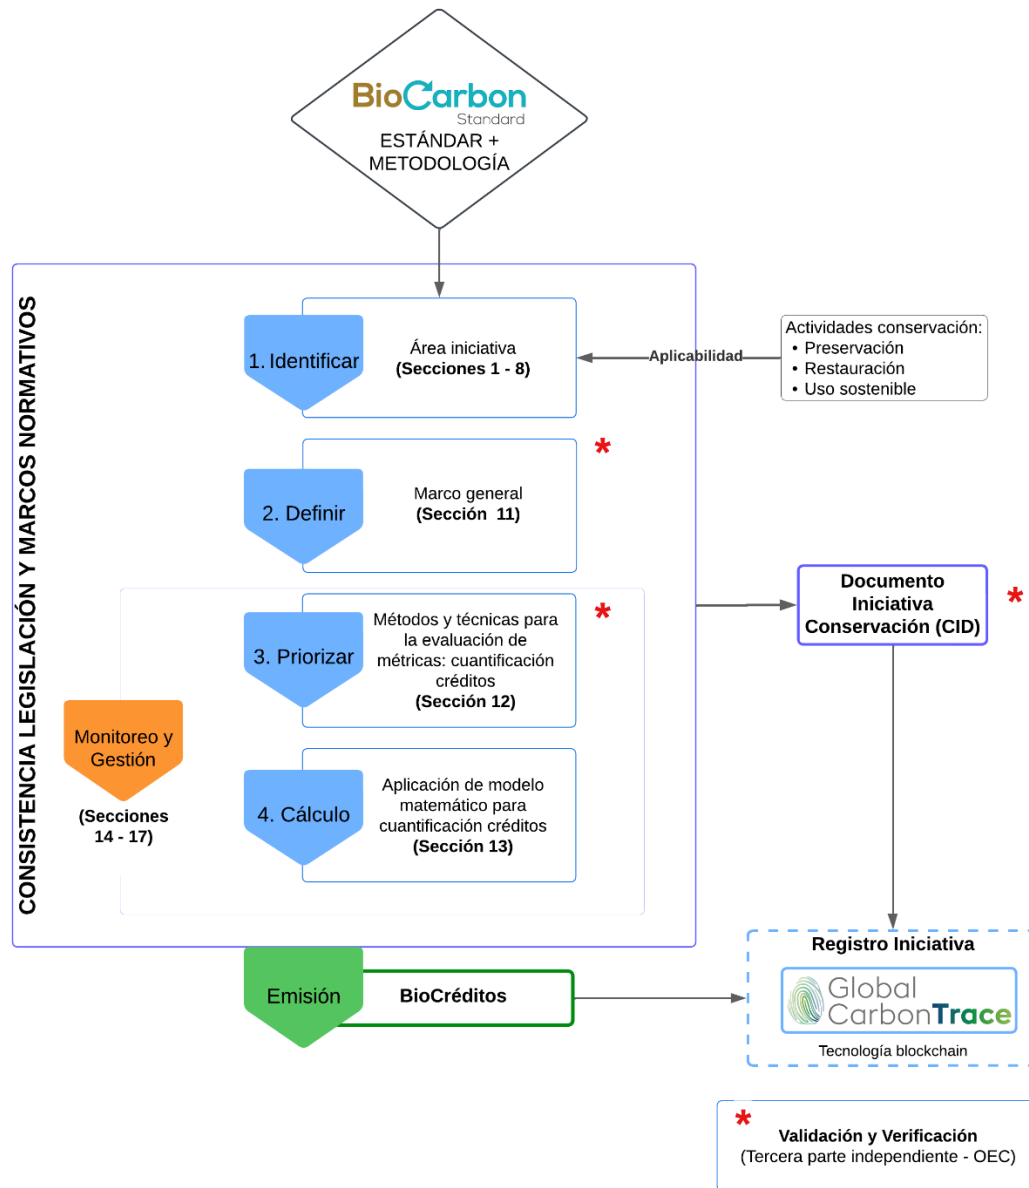 BioCarbon
Standard
ESTÁNDAR +
METODOLOGÍA
CONSISTENCIA LEGISLACIÓN Y MARCOS NORMATIVOS
1. Identificar
Área iniciativa
(Secciones 1 - 8)
Aplicabilidad
Actividades conservación:
• Preservación
• Restauración
• Uso sostenible
*
2. Definir
Marco general
(Sección 11)
*
3. Priorizar
Métodos y técnicas para
la evaluación de
métricas: cuantificación
créditos
(Sección 12)
Documento
Iniciativa
Conservación (CID)
*
Monitoreo y
Gestión
(Secciones
14 - 17)
4. Cálculo
Aplicación de modelo
matemático para
cuantificación créditos
(Sección 13)
Emisión
BioCréditos
Registro Iniciativa
Global
CarbonTrace
Tecnología blockchain
*
Validación y Verificación
(Tercera parte independiente - OEC)